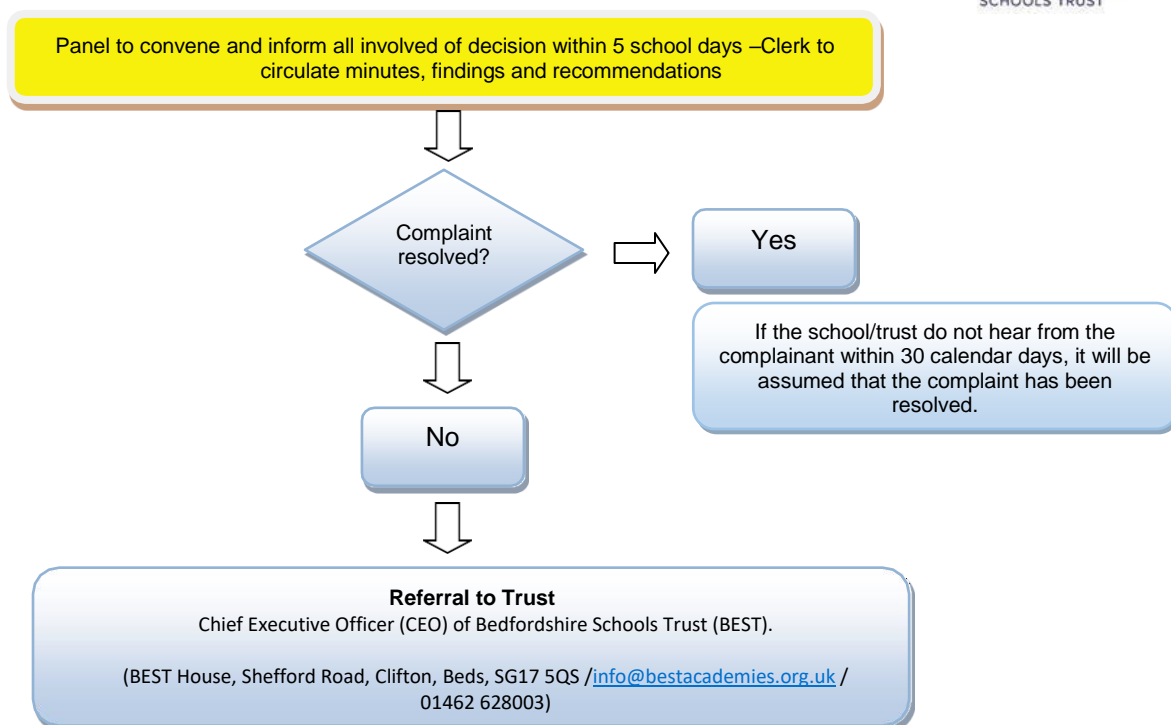 SCHOOLS TRUST
Panel to convene and inform all involved of decision within 5 school days –Clerk to
circulate minutes, findings and recommendations
Complaint
resolved?
Yes
If the school/trust do not hear from the
complainant within 30 calendar days, it will be
assumed that the complaint has been
resolved.
No
Referral to Trust
Chief Executive Officer (CEO) of Bedfordshire Schools Trust (BEST).
(BEST House, Shefford Road, Clifton, Beds, SG17 5QS /info@bestacademies.org.uk /
01462 628003)